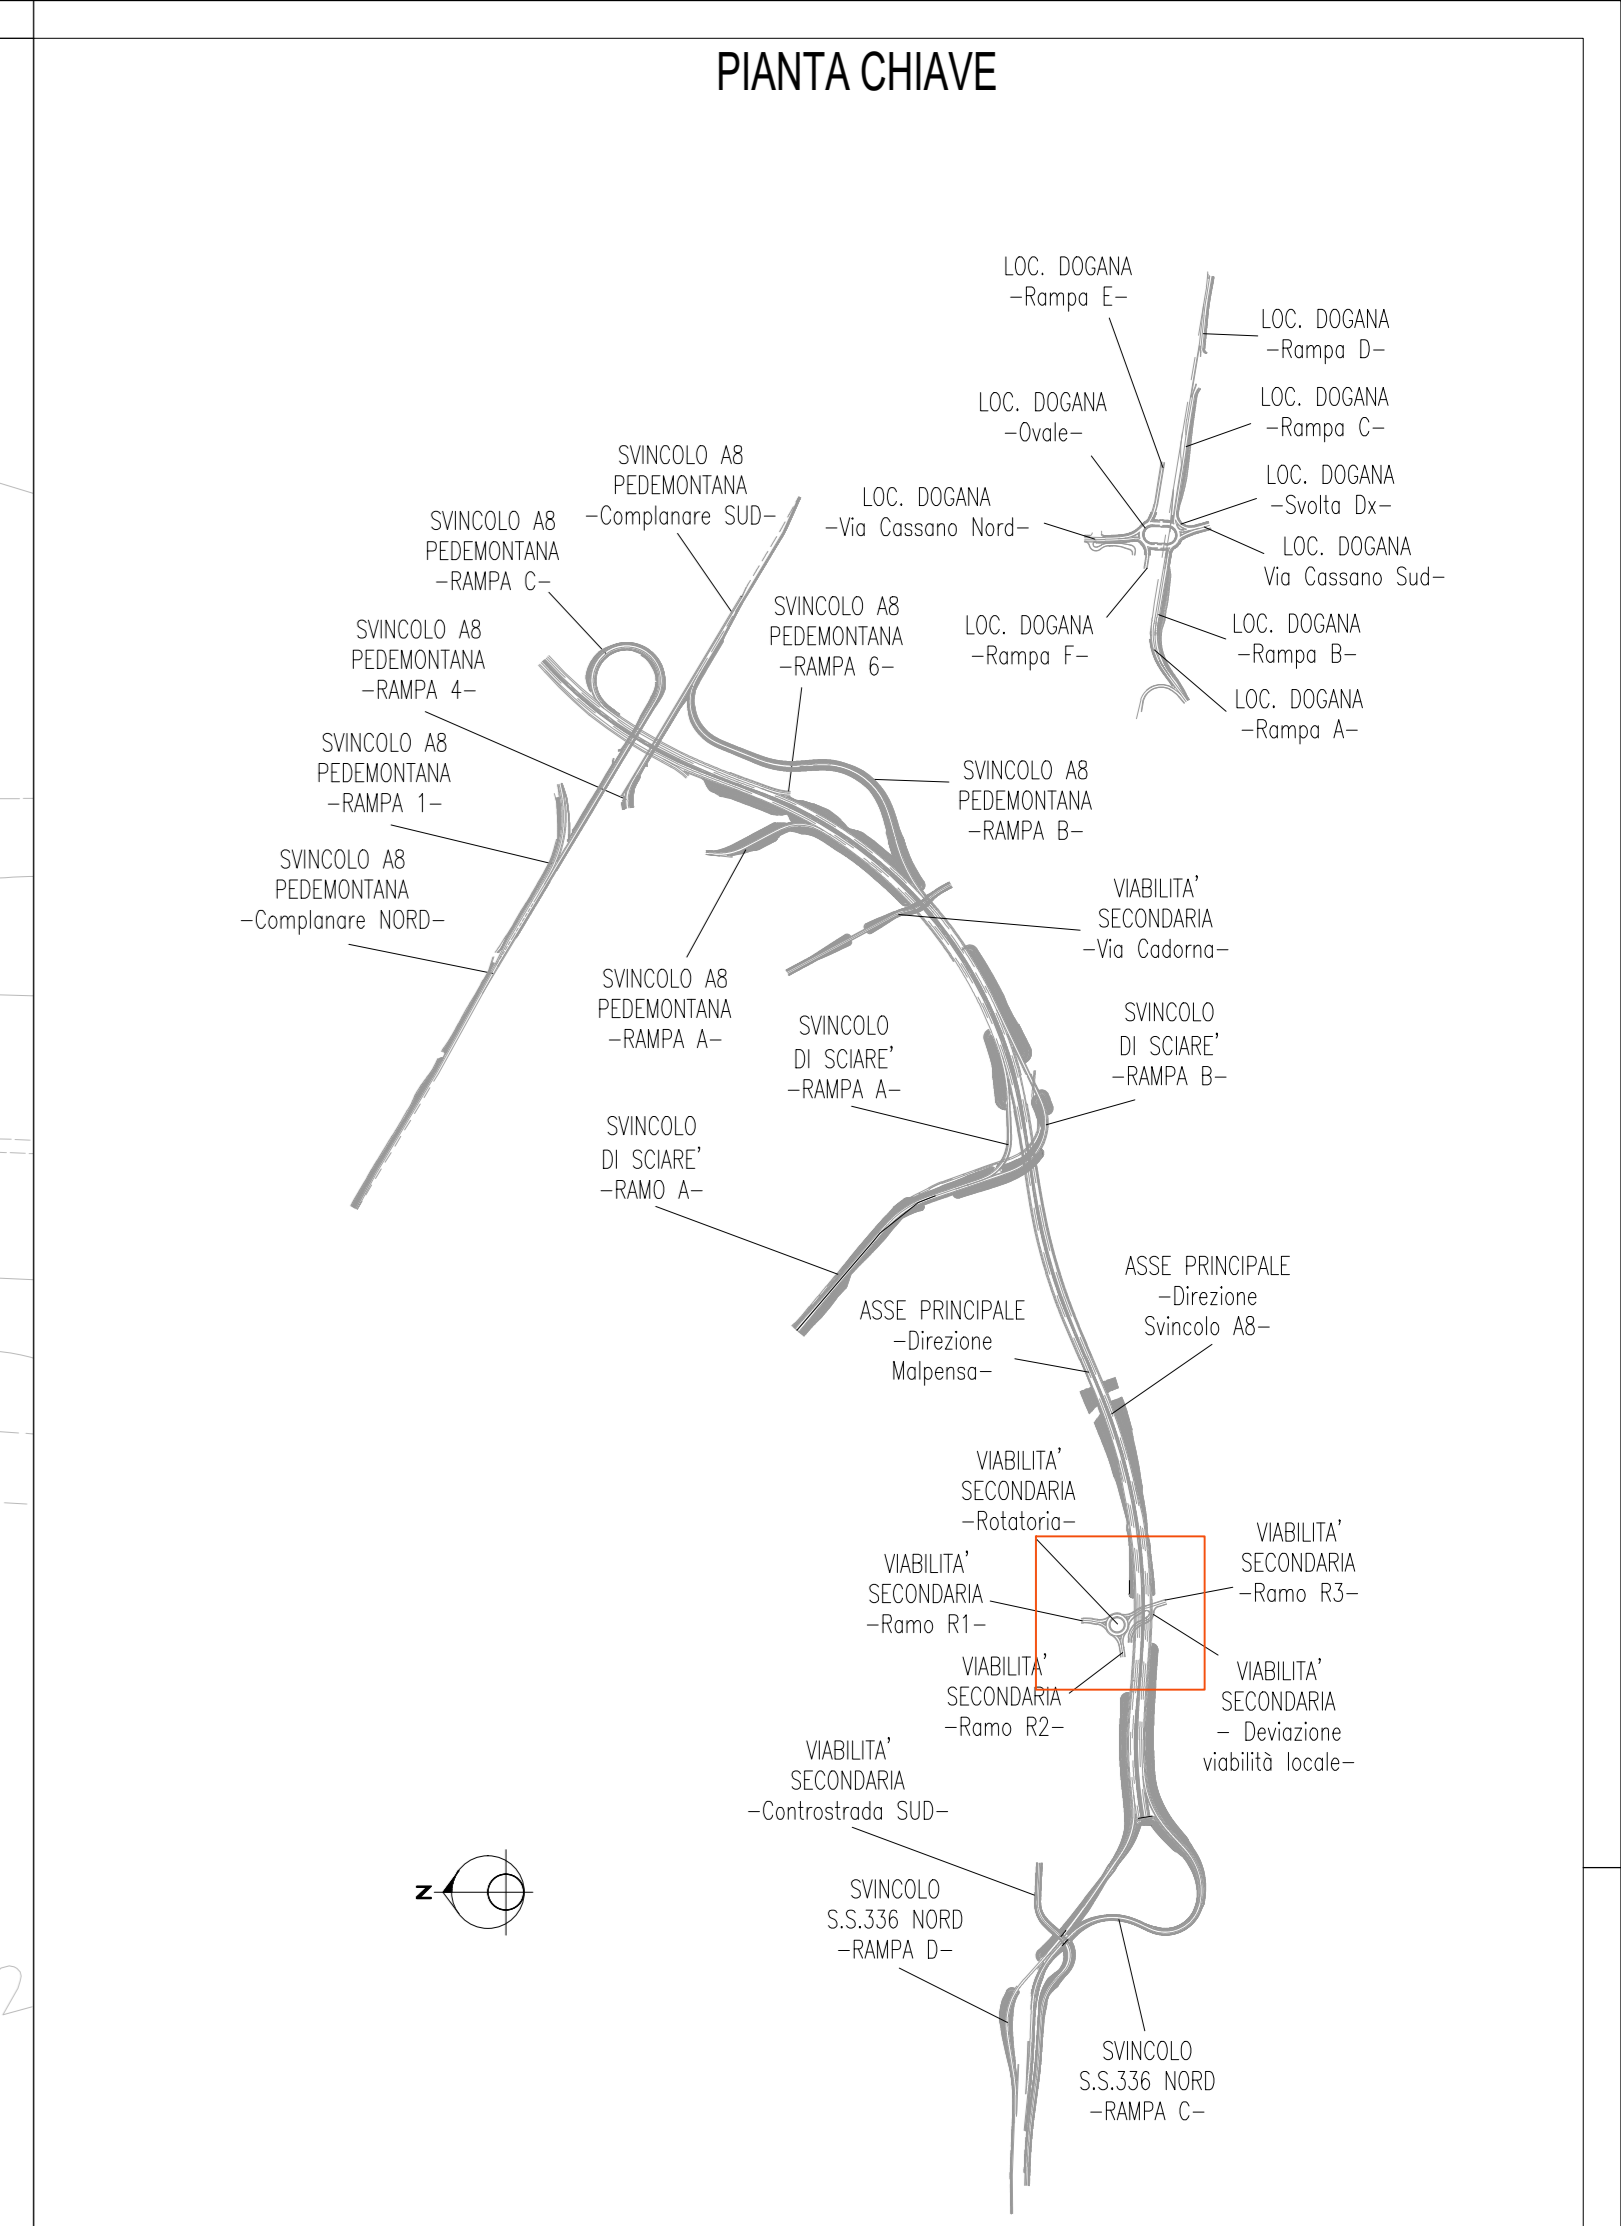 PIANTA CHIAVE
LOC. DOGANA
-Rampa E-
LOC. DOGANA
-Rampa D-
LOC. DOGANA
-Ovale-
LOC. DOGANA
-Rampa C-
SVINCOLO A8
PEDEMONTANA
-Complanare SUD-
LOC. DOGANA
-Svolta Dx-
LOC. DOGANA
-Via Cassano Nord-
SVINCOLO A8
PEDEMONTANA
-RAMPA C-
LOC. DOGANA
Via Cassano Sud-
SVINCOLO A8
PEDEMONTANA
-RAMPA 6-
LOC. DOGANA
-Rampa F-
LOC. DOGANA
-Rampa B-
SVINCOLO A8
PEDEMONTANA
-RAMPA 4-
LOC. DOGANA
-Rampa A-
SVINCOLO A8
PEDEMONTANA
-RAMPA 1-
SVINCOLO A8
PEDEMONTANA
-RAMPA B-
SVINCOLO A8
PEDEMONTANA
-Complanare NORD-
VIABILITA'
SECONDARIA
-Via Cadorna-
SVINCOLO A8
PEDEMONTANA
-RAMPA A-
SVINCOLO
DI SCIARE'
-RAMPA A-
SVINCOLO
DI SCIARE'
-RAMPA B-
SVINCOLO
DI SCIARE'
-RAMO A-
ASSE PRINCIPALE
-Direzione
Svincolo A8-
ASSE PRINCIPALE
-Direzione
Malpensa-
VIABILITA'
SECONDARIA
-Rotatoria-
VIABILITA'
SECONDARIA
-Ramo R3-
VIABILITA'
SECONDARIA
-Ramo R1-
VIABILITA'
SECONDARIA
-Ramo R2-
VIABILITA'
SECONDARIA
- Deviazione
viabilità locale-
VIABILITA'
SECONDARIA
-Controstrada SUD-
SVINCOLO
S.S.336 NORD
-RAMPA D-
N
2
SVINCOLO
S.S.336 NORD
-RAMPA C-